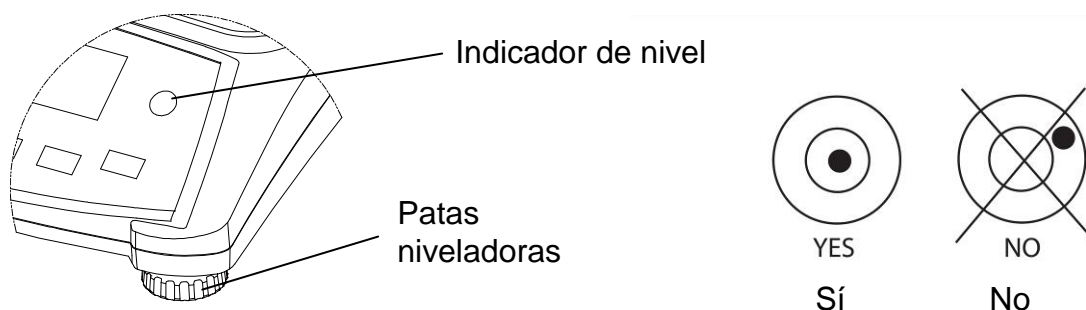 Indicador de nivel
Patas
niveladoras
YES
NO
Sí
No